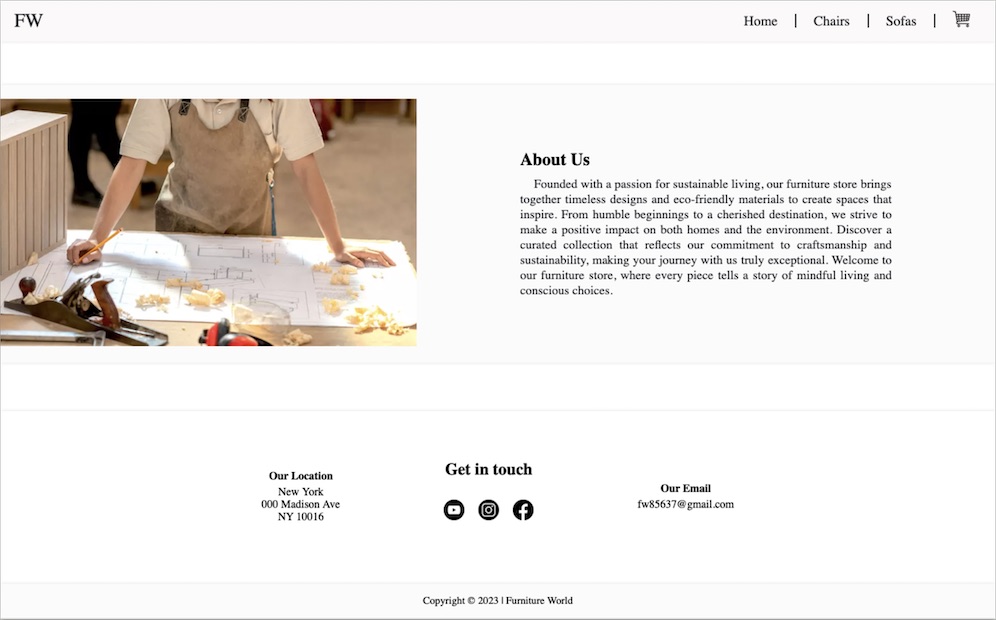 FW
Home | Chairs | Sofas |
About Us
Founded with a passion for sustainable living, our furniture store brings
together timeless designs and eco-friendly materials to create spaces that
inspire. From humble beginnings to a cherished destination, we strive to
make a positive impact on both homes and the environment. Discover a
curated collection that reflects our commitment to craftsmanship and
sustainability, making your journey with us truly exceptional. Welcome to
our furniture store, where every piece tells a story of mindful living and
conscious choices.
Our Location
New York
000 Madison Ave
NY 10016
Get in touch
Our Email
fw85637@gmail.com
Copyright © 2023 | Furniture World